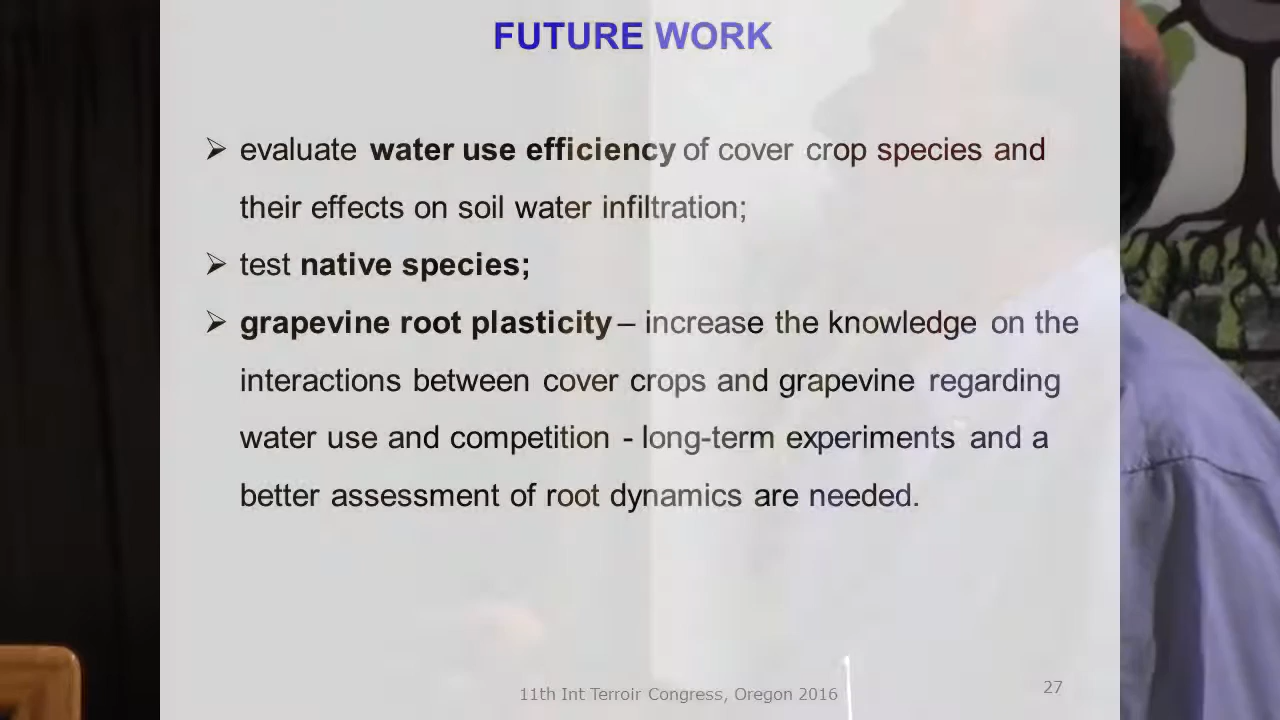 FUTURE WORK
➢ evaluate water use efficiency of cover crop species and
their effects on soil water infiltration;
➢ test native species;
➢ grapevine root plasticity – increase the knowledge on the
interactions between cover crops and grapevine regarding
water use and competition - long-term experiments and a
better assessment of root dynamics are needed.
11th Int Terroir Congress, Oregon 2016
27